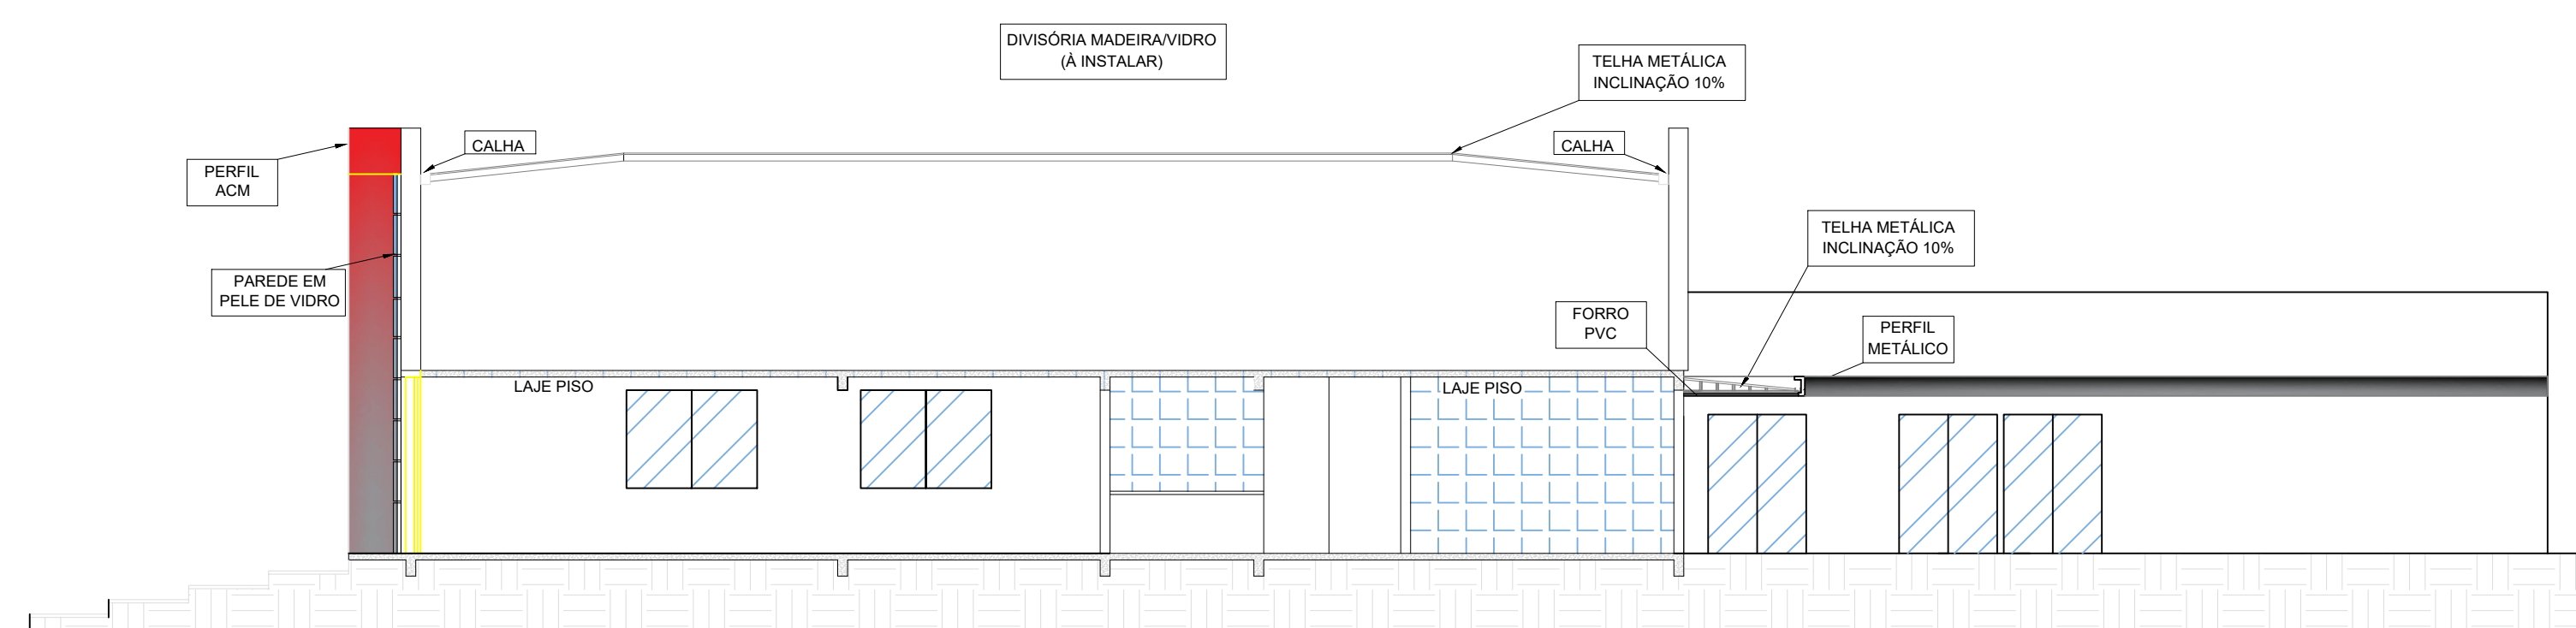 DIVISÓRIA MADEIRA/VIDRO
(À INSTALAR)
TELHA METÁLICA
INCLINAÇÃO 10%
CALHA
CALHA
PERFIL
ACM
TELHA METÁLICA
INCLINAÇÃO 10%
PAREDE EM
PELE DE VIDRO
FORRO
PVC
PERFIL
METÁLICO
LAJE PISO
LAJE PISO